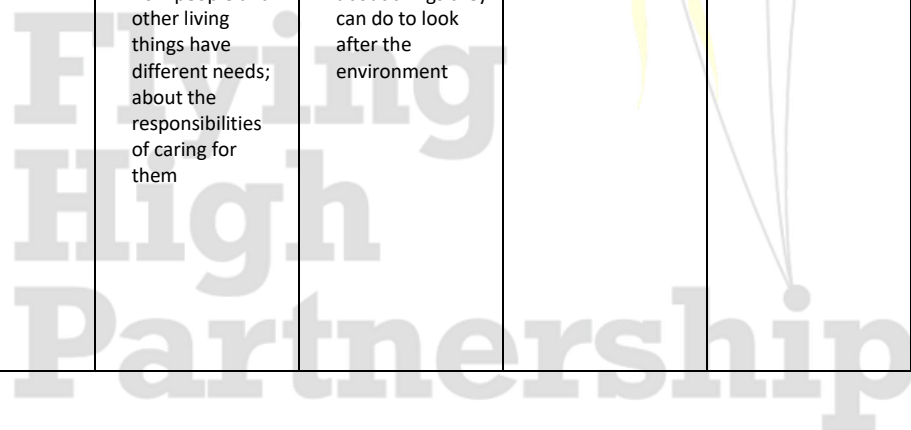 other living
things have
different needs;
about the
responsibilities
of caring for
them
can do to look
after the
environment
Flying
High
Partnership